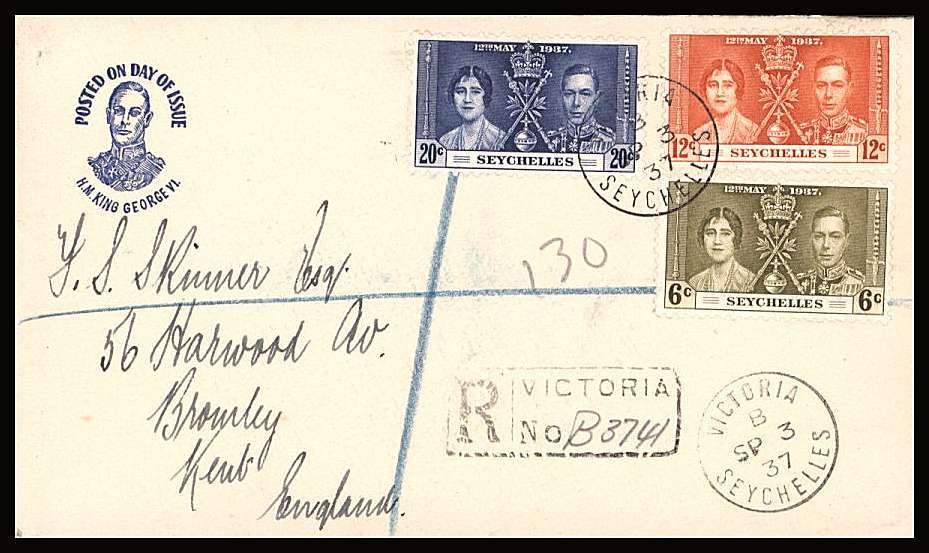 POSTED ON DAY OF ISSUE
H.M. KING GEORGE VI.
12TH MAY 1937.
20c SEYCHELLES 20c
12TH MAY 1937.
12c SEYCHELLES 12c
12TH MAY 1937.
6c SEYCHELLES 6c
RIA
3
37
SEYCHELLES
130
S. Skinner Esq.
56 Harwood Av.
Bromley
Kent
England.
R VICTORIA
No B3741
VICTORIA
B
SP 3
37
SEYCHELLES